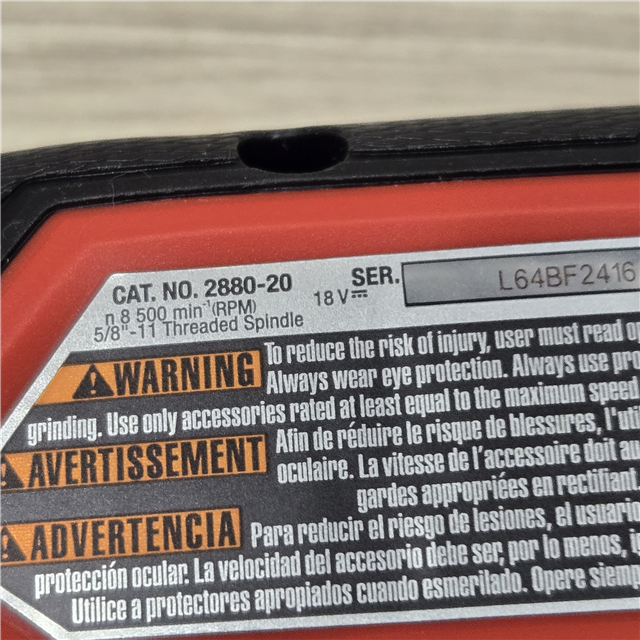 CAT. NO. 2880-20
SER. L64BF2416
n 8 500 min⁻¹(RPM)
18 V⎓
5/8"-11 Threaded Spindle
WARNING To reduce the risk of injury, user must read
Always wear eye protection. Always use
grinding. Use only accessories rated at least equal to the maximum speed
AVERTISSEMENT Afin de réduire le risque de blessures,
oculaire. La vitesse de l'accessoire doit
gardes appropriées en rectifiant.
ADVERTENCIA Para reducir el riesgo de lesiones, el usuario
protección ocular. La velocidad del accesorio debe ser, por lo menos,
Utilice a protectores apropiados cuando esmerilado. Opere